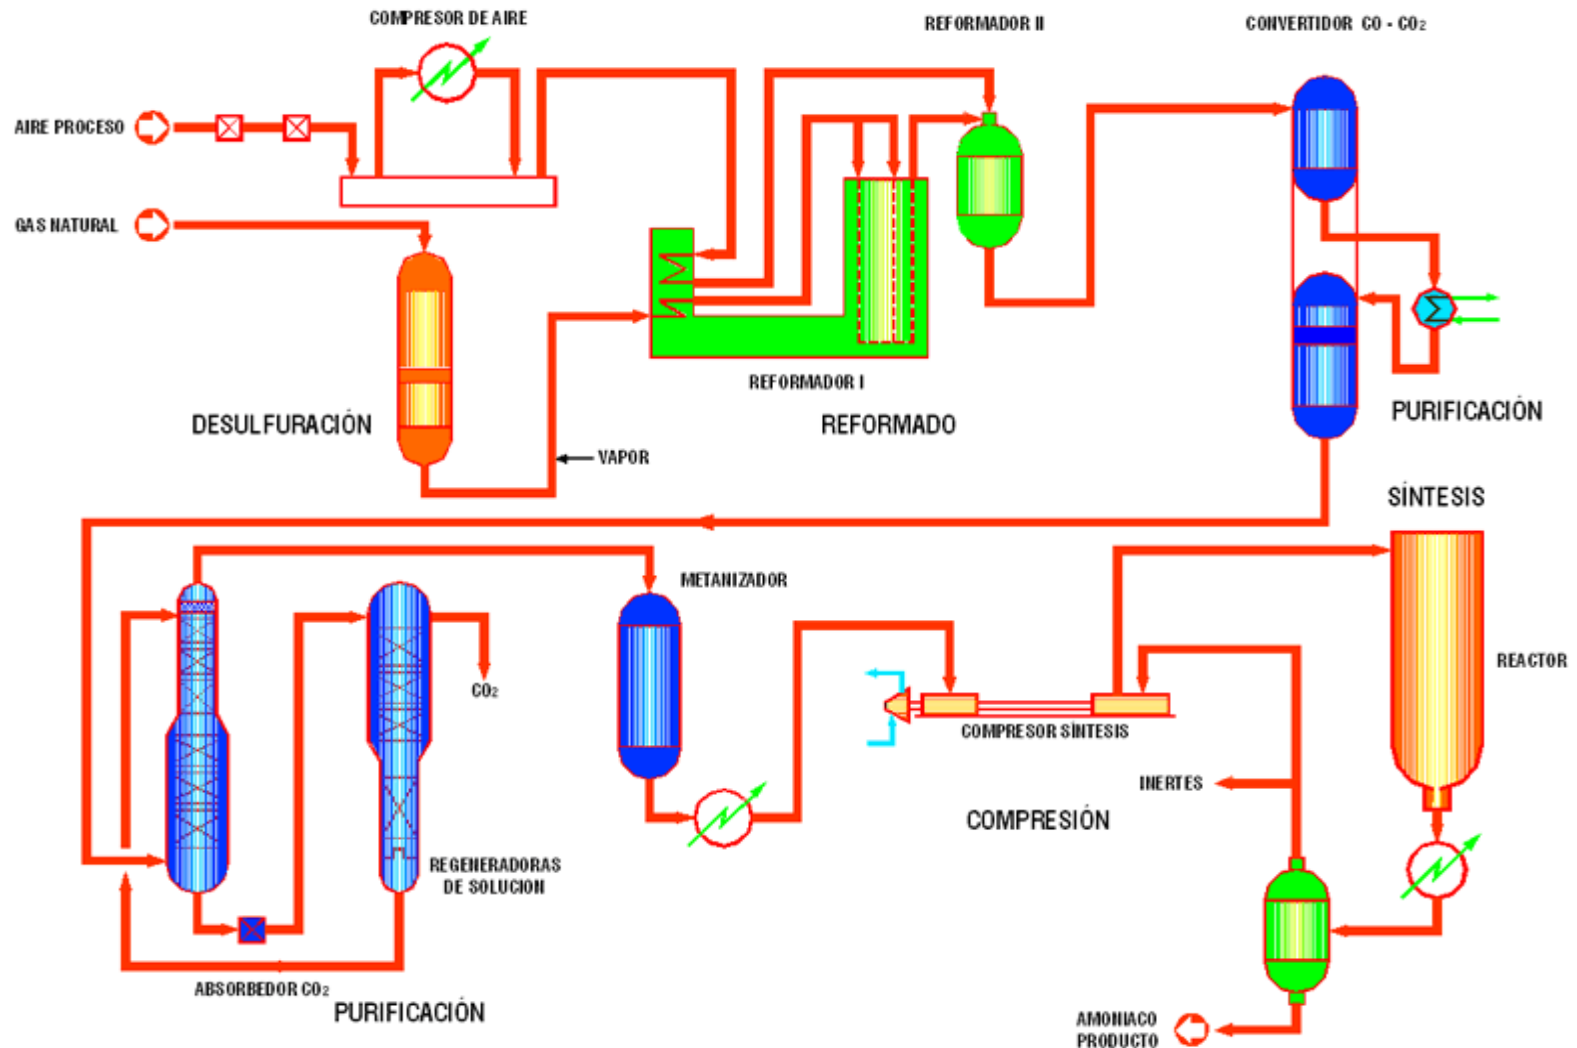 COMPRESOR DE AIRE
REFORMADOR II
CONVERTIDOR CO - CO₂
AIRE PROCESO
GAS NATURAL
REFORMADOR I
DESULFURACIÓN
REFORMADO
PURIFICACIÓN
VAPOR
SÍNTESIS
METANIZADOR
REACTOR
CO₂
COMPRESOR SÍNTESIS
INERTES
COMPRESIÓN
REGENERADORAS
DE SOLUCION
ABSORBEDOR CO₂
PURIFICACIÓN
AMONIACO
PRODUCTO